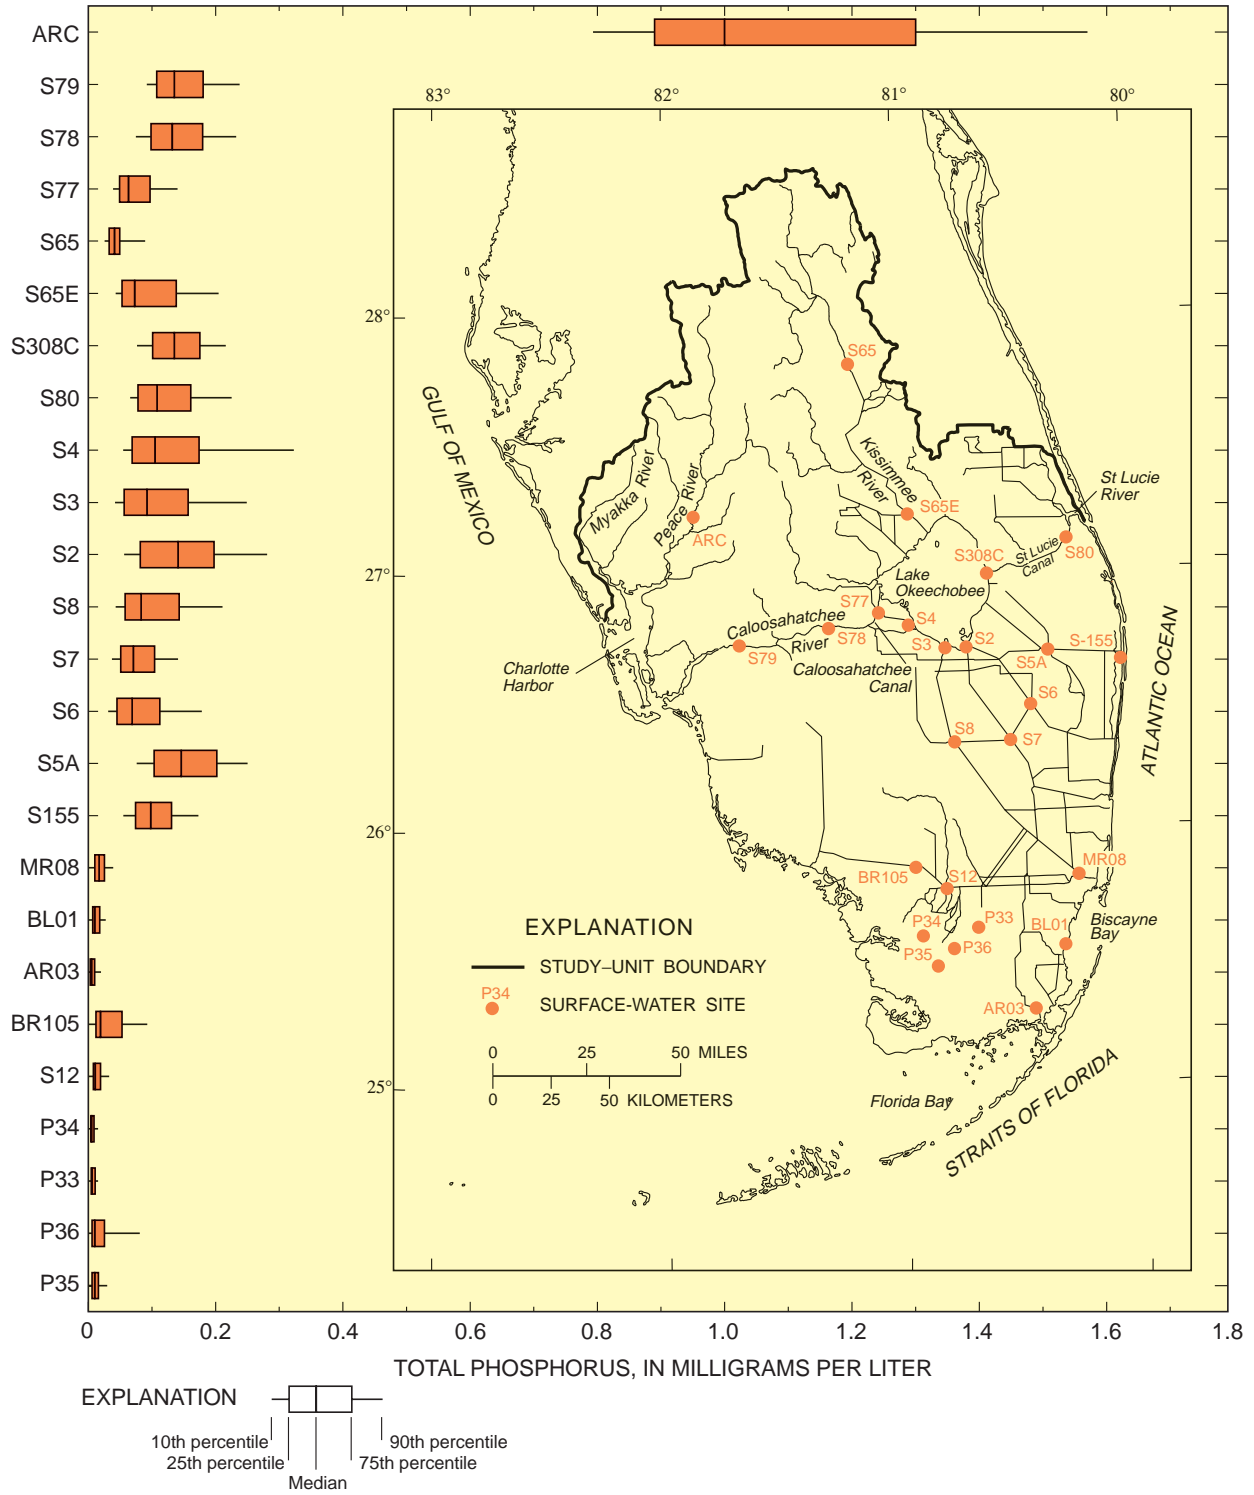 ARC
S79
S78
S77
S65
S65E
S308C
S80
S4
S3
S2
S8
S7
S6
S5A
S155
MR08
BL01
AR03
BR105
S12
P34
P33
P36
P35
83°
82°
81°
80°
28°
27°
26°
25°
GULF OF MEXICO
ATLANTIC OCEAN
STRAITS OF FLORIDA
S65
Kissimmee
River
Myakka River
Peace River
ARC
S65E
St Lucie
River
S308C
St Lucie
Canal
S80
Lake
Okeechobee
S77
S4
Caloosahatchee
River
S78
S79
S3
S2
S5A
S-155
Caloosahatchee
Canal
Charlotte
Harbor
S6
S8
S7
BR105
S12
MR08
P34
P33
BL01
Biscayne
Bay
P35
P36
AR03
Florida Bay
EXPLANATION
STUDY–UNIT BOUNDARY
P34
SURFACE-WATER SITE
0 25 50 MILES
0 25 50 KILOMETERS
0 0.2 0.4 0.6 0.8 1.0 1.2 1.4 1.6 1.8
TOTAL PHOSPHORUS, IN MILLIGRAMS PER LITER
EXPLANATION
10th percentile
90th percentile
25th percentile
75th percentile
Median